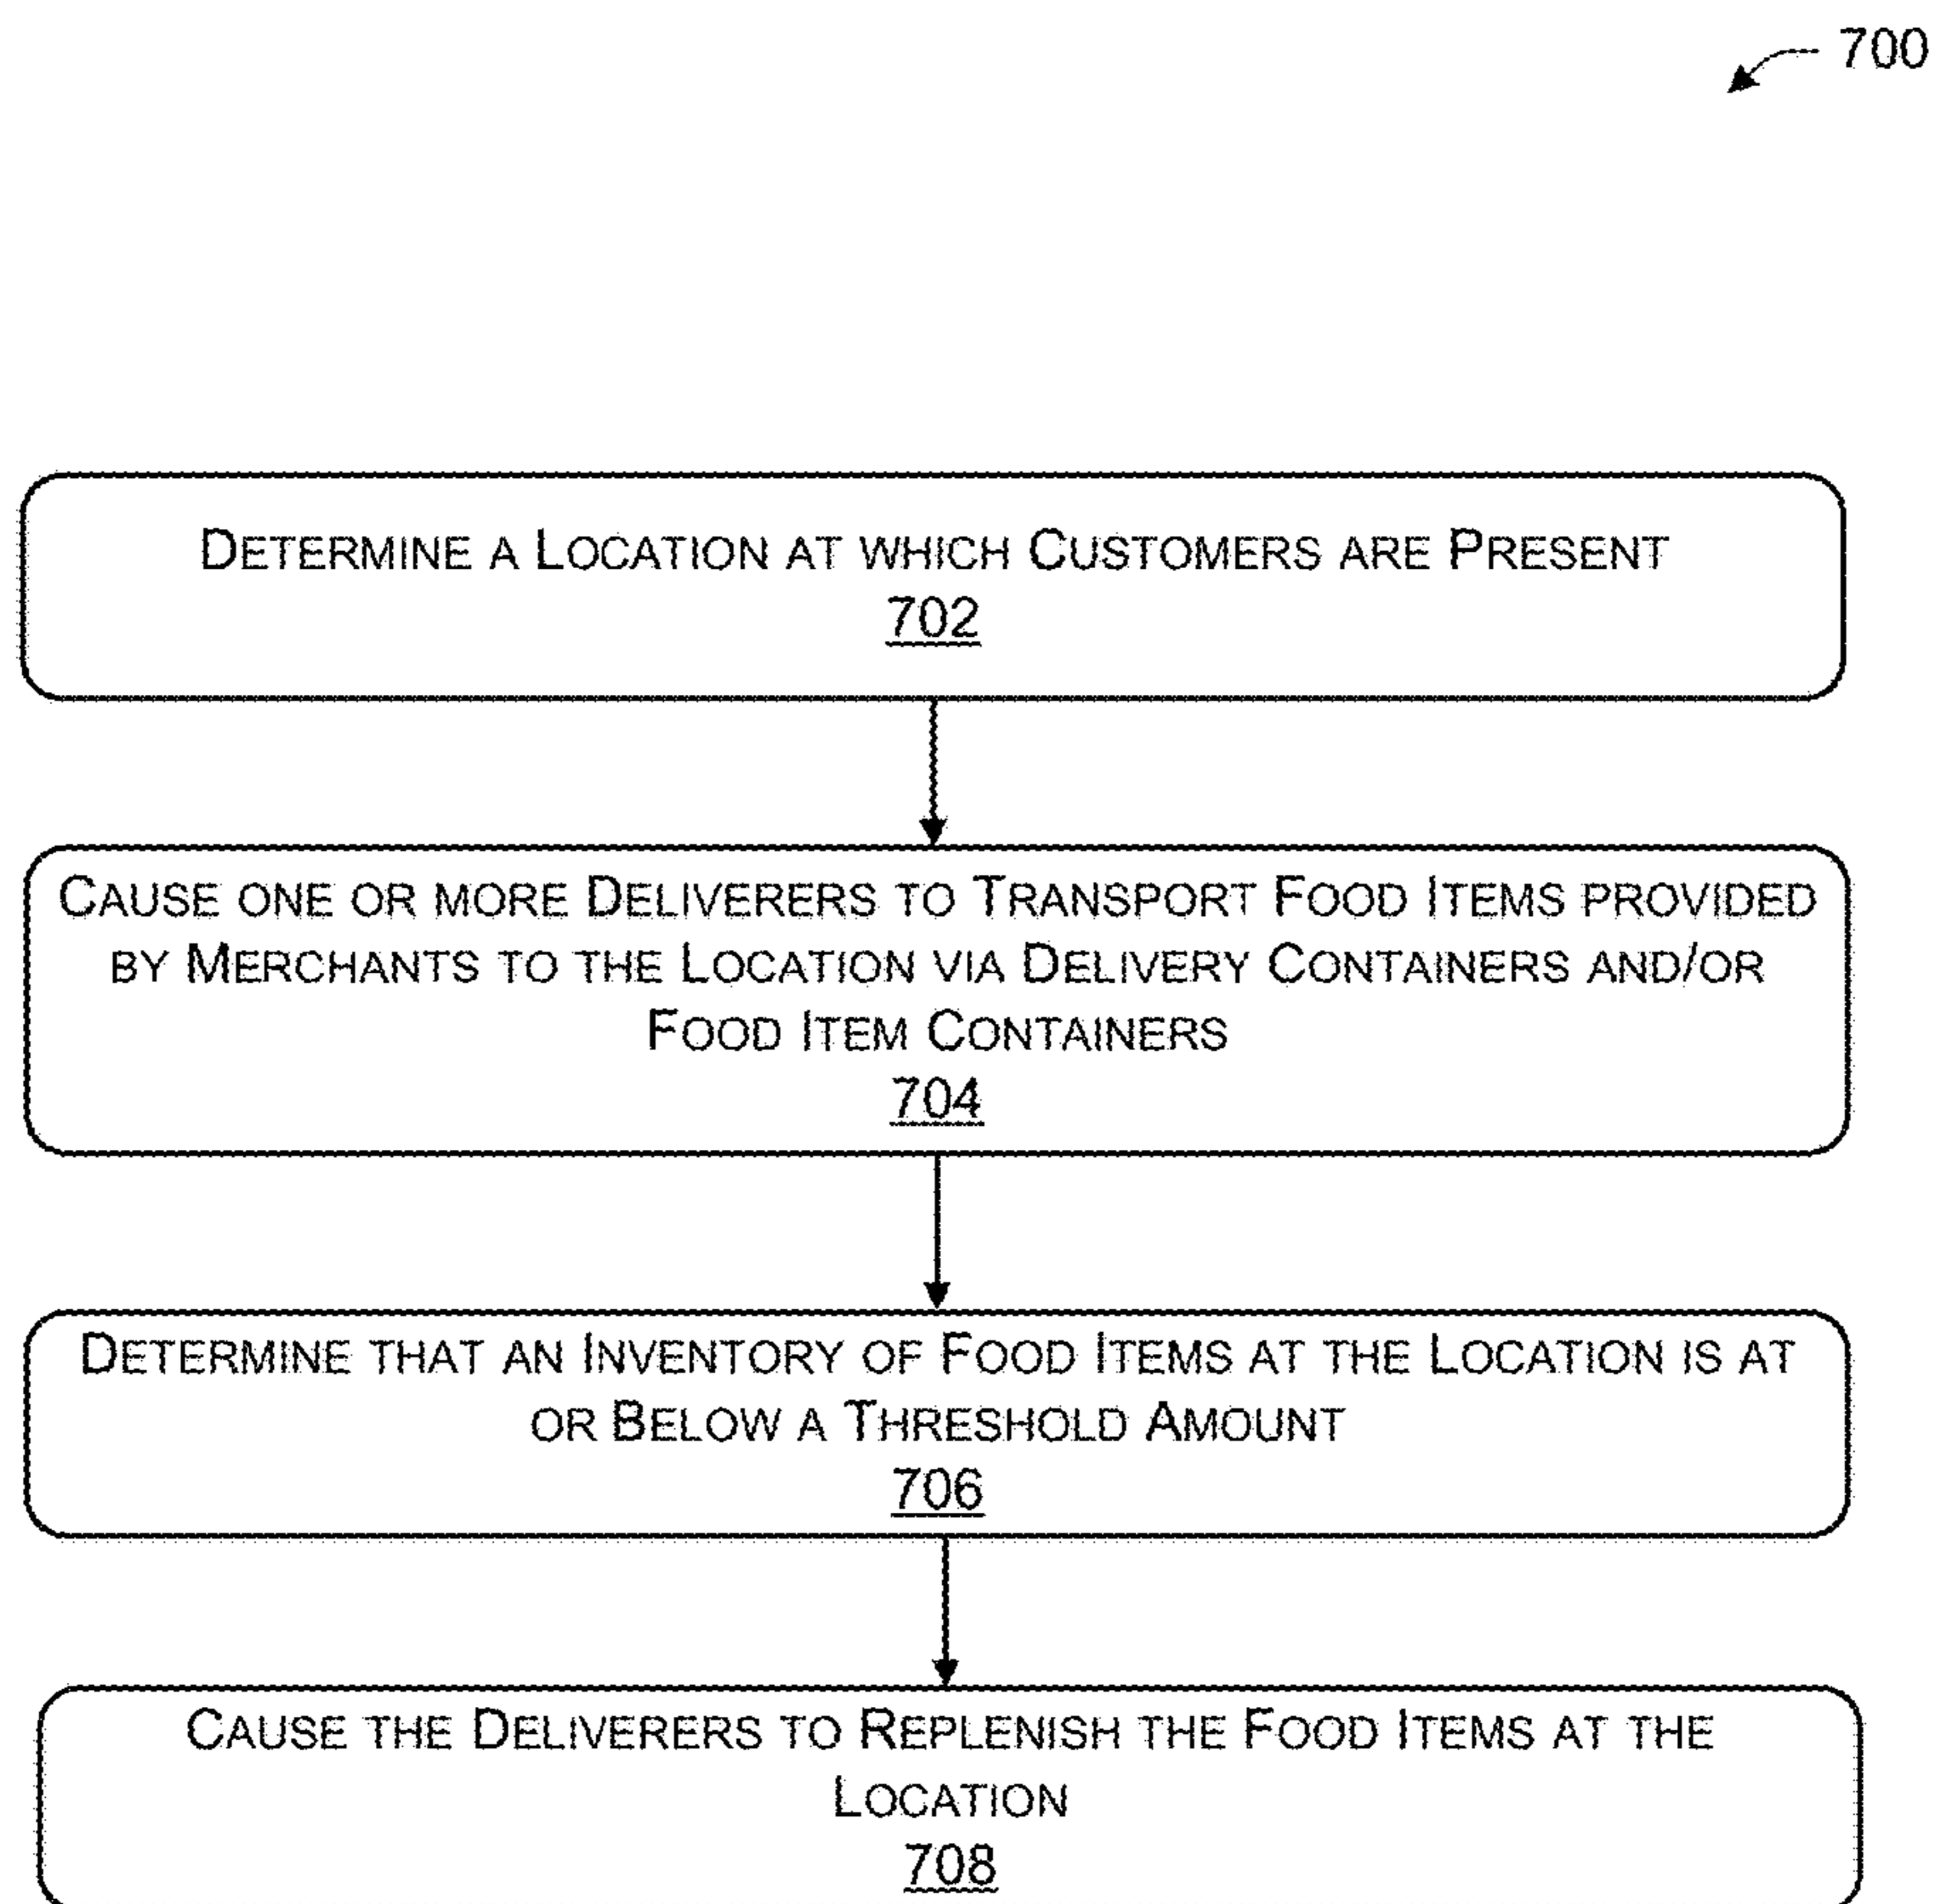 700
DETERMINE A LOCATION AT WHICH CUSTOMERS ARE PRESENT
702
CAUSE ONE OR MORE DELIVERERS TO TRANSPORT FOOD ITEMS PROVIDED
BY MERCHANTS TO THE LOCATION VIA DELIVERY CONTAINERS AND/OR
FOOD ITEM CONTAINERS
704
DETERMINE THAT AN INVENTORY OF FOOD ITEMS AT THE LOCATION IS AT
OR BELOW A THRESHOLD AMOUNT
706
CAUSE THE DELIVERERS TO REPLENISH THE FOOD ITEMS AT THE
LOCATION
708